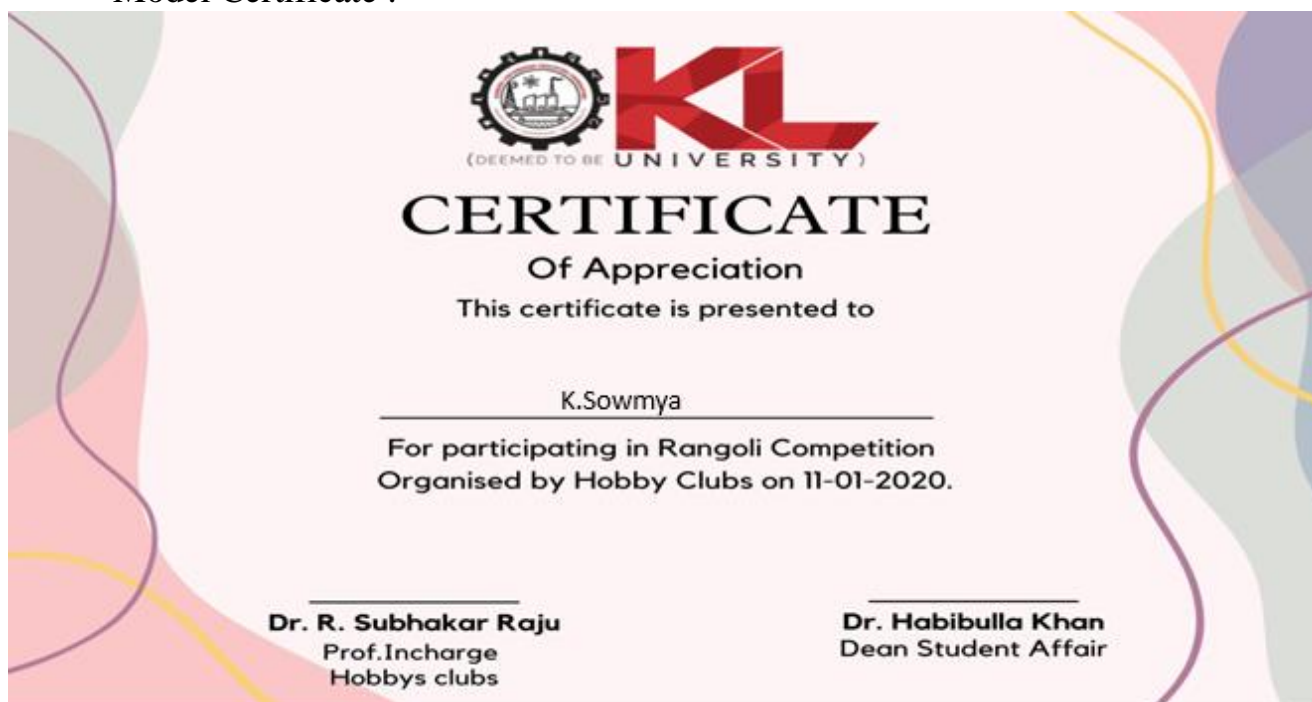 Model Certificate :
KL
(DEEMED TO BE UNIVERSITY)
CERTIFICATE
Of Appreciation
This certificate is presented to
K.Sowmya
For participating in Rangoli Competition
Organised by Hobby Clubs on 11-01-2020.
Dr. R. Subhakar Raju
Prof.Incharge
Hobbys clubs
Dr. Habibulla Khan
Dean Student Affair